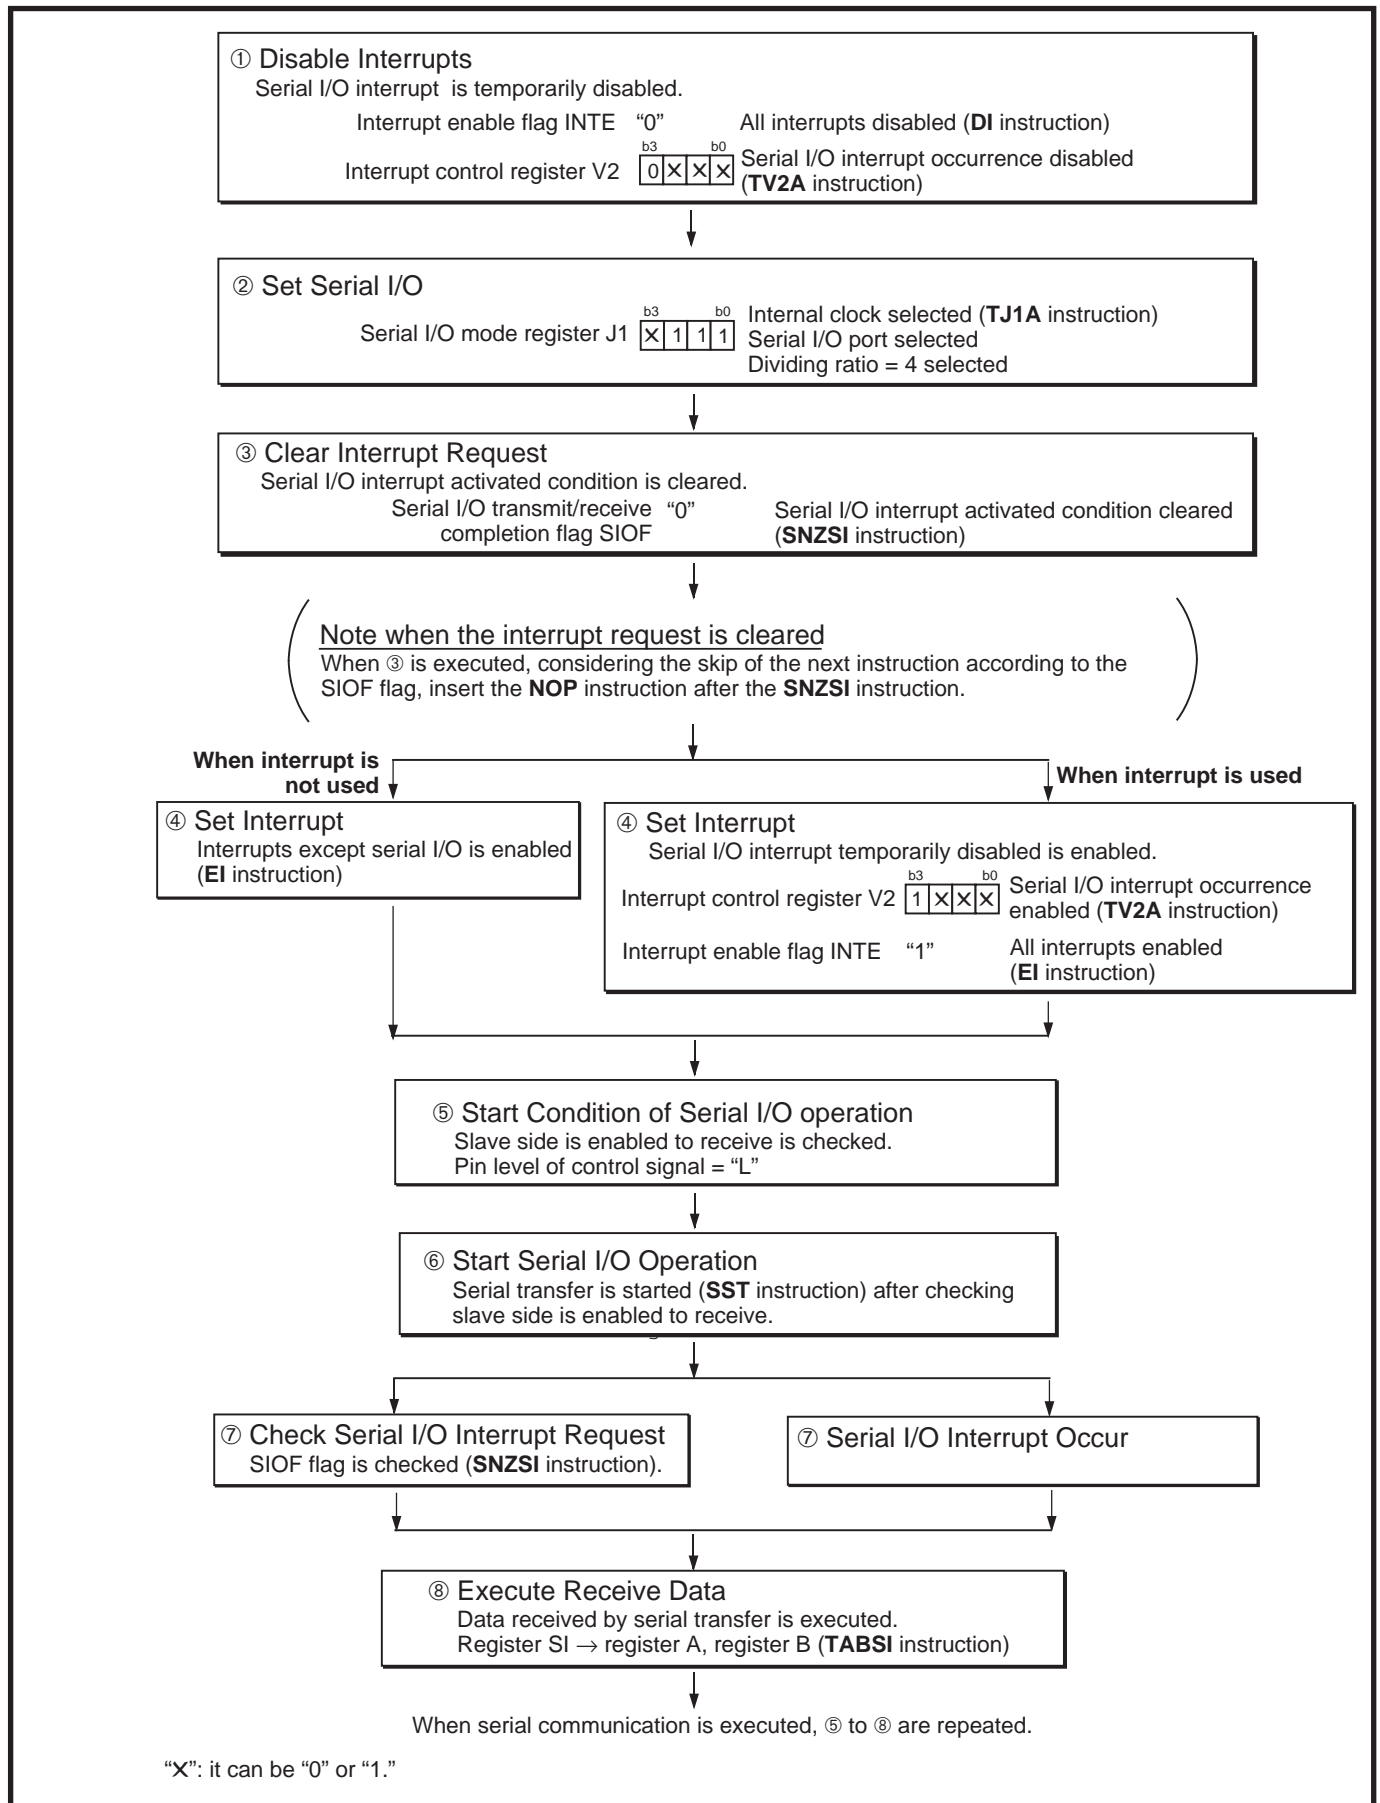 ① Disable Interrupts
Serial I/O interrupt is temporarily disabled.
Interrupt enable flag INTE “0” All interrupts disabled (DI instruction)
b3 b0
Interrupt control register V2 0 X X X Serial I/O interrupt occurrence disabled
(TV2A instruction)
② Set Serial I/O
b3 b0
Internal clock selected (TJ1A instruction)
Serial I/O mode register J1 X 1 1 1 Serial I/O port selected
Dividing ratio = 4 selected
③ Clear Interrupt Request
Serial I/O interrupt activated condition is cleared.
Serial I/O transmit/receive “0” Serial I/O interrupt activated condition cleared
completion flag SIOF (SNZSI instruction)
Note when the interrupt request is cleared
When ③ is executed, considering the skip of the next instruction according to the
SIOF flag, insert the NOP instruction after the SNZSI instruction.
When interrupt is
not used
When interrupt is used
④ Set Interrupt
Interrupts except serial I/O is enabled
(EI instruction)
④ Set Interrupt
Serial I/O interrupt temporarily disabled is enabled.
b3 b0
Interrupt control register V2 1 X X X Serial I/O interrupt occurrence
enabled (TV2A instruction)
Interrupt enable flag INTE “1” All interrupts enabled
(EI instruction)
⑤ Start Condition of Serial I/O operation
Slave side is enabled to receive is checked.
Pin level of control signal = “L”
⑥ Start Serial I/O Operation
Serial transfer is started (SST instruction) after checking
slave side is enabled to receive.
⑦ Check Serial I/O Interrupt Request
SIOF flag is checked (SNZSI instruction).
⑦ Serial I/O Interrupt Occur
⑧ Execute Receive Data
Data received by serial transfer is executed.
Register SI → register A, register B (TABSI instruction)
When serial communication is executed, ⑤ to ⑧ are repeated.
“X”: it can be “0” or “1.”